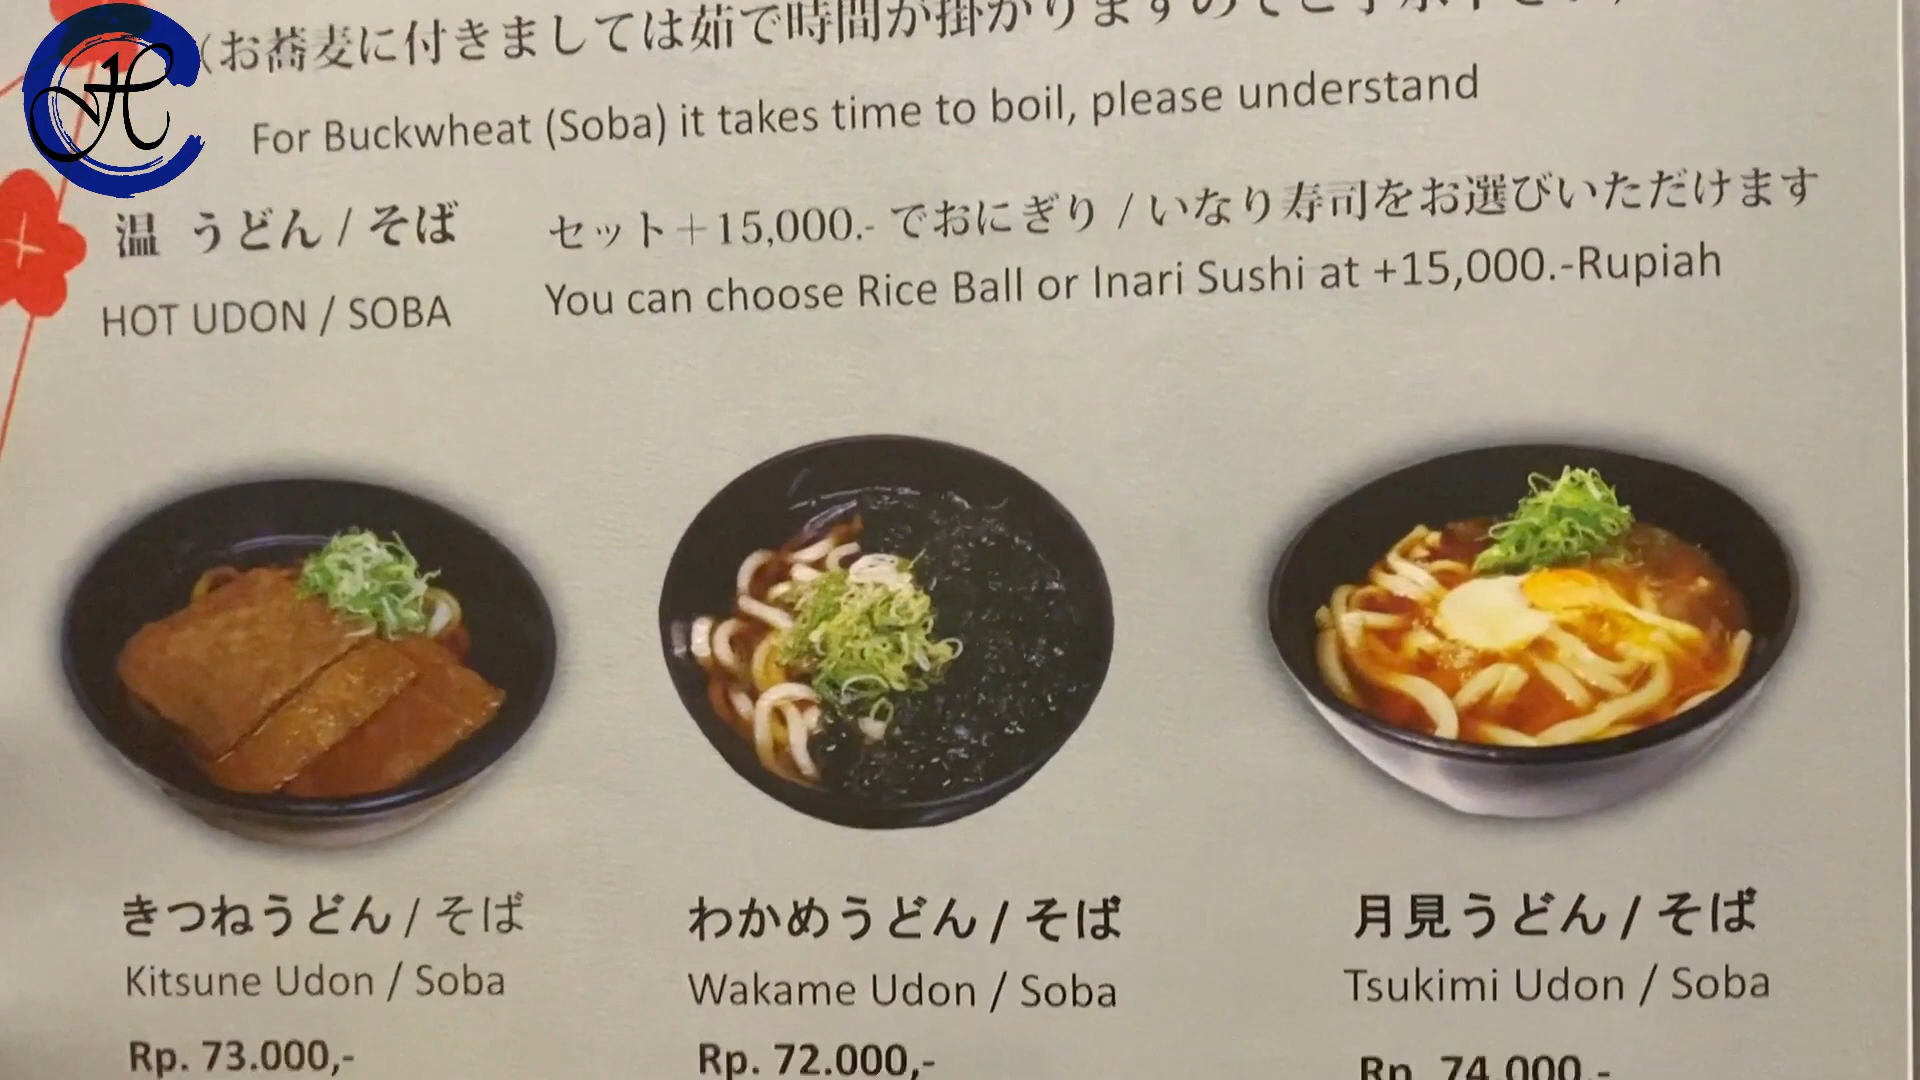 （お蕎麦に付きましては茹で時間が掛かりますのでご了承下さい）
For Buckwheat (Soba) it takes time to boil, please understand
温 うどん / そば
セット＋15,000.- でおにぎり / いなり寿司をお選びいただけます
HOT UDON / SOBA
You can choose Rice Ball or Inari Sushi at +15,000.-Rupiah
きつねうどん / そば
わかめうどん / そば
月見うどん / そば
Kitsune Udon / Soba
Wakame Udon / Soba
Tsukimi Udon / Soba
Rp. 73.000,-
Rp. 72.000,-
Rp. 74.000,-